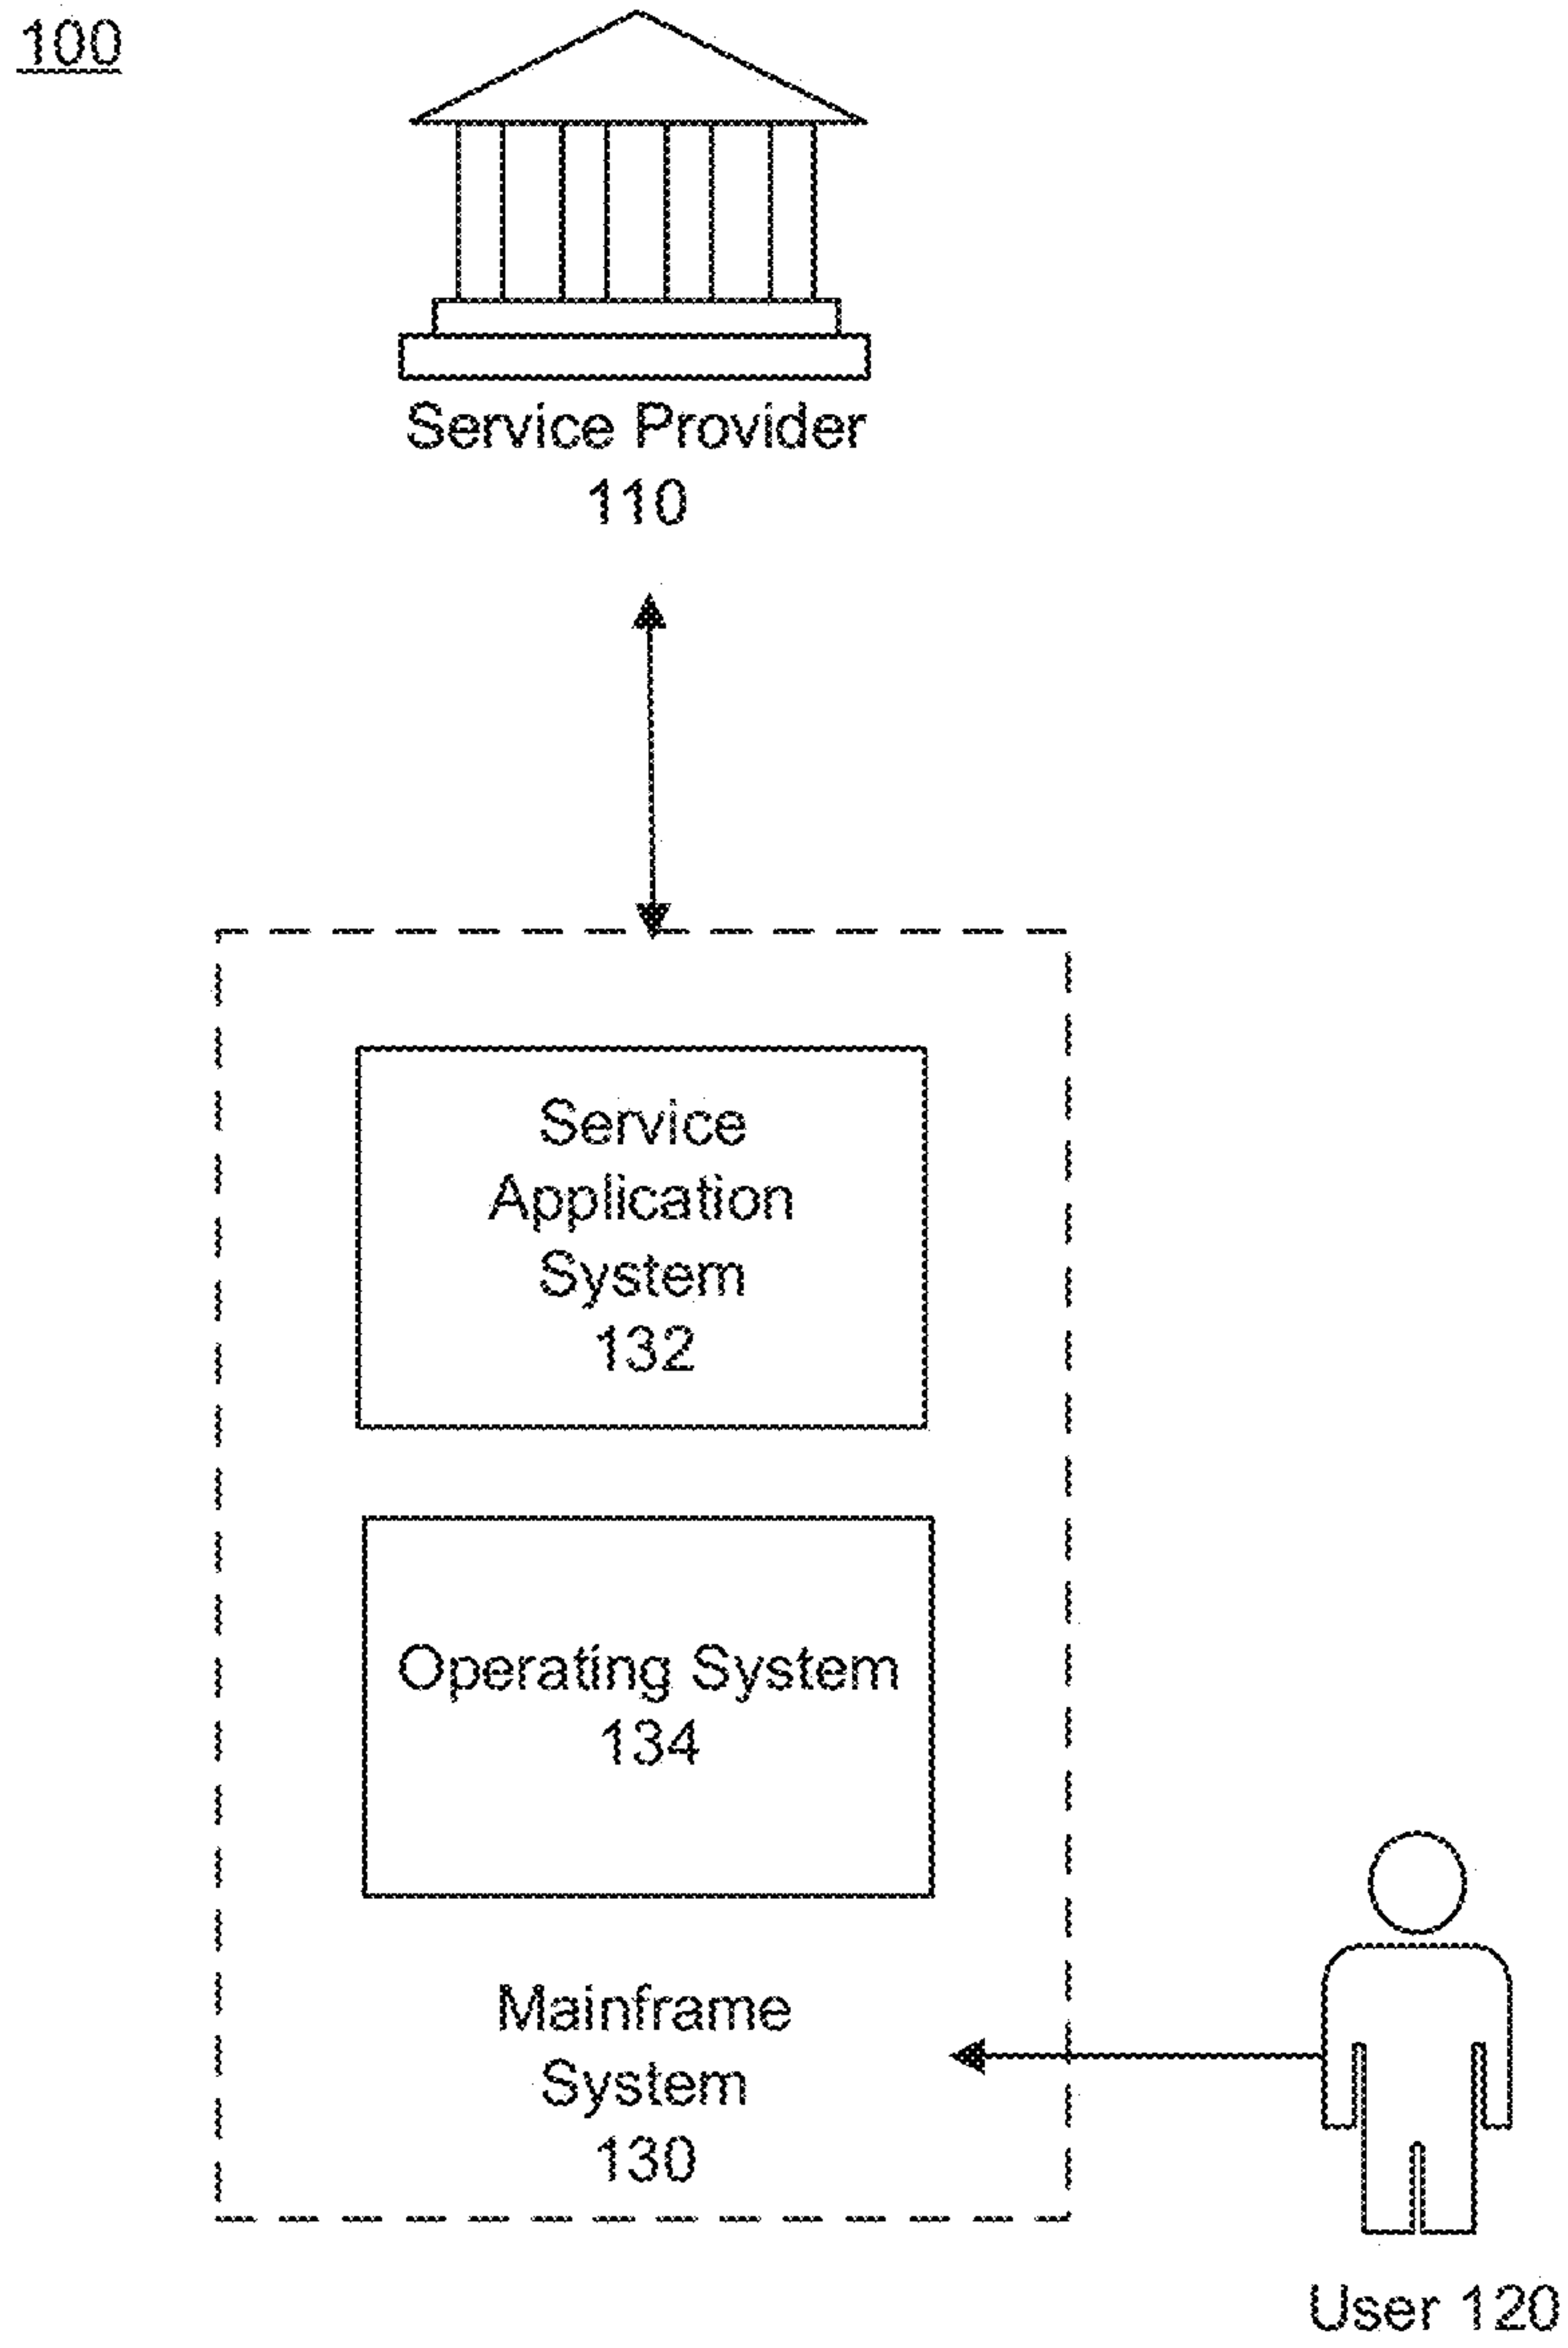 100
Service Provider
110
Service
Application
System
132
Operating System
134
Mainframe
System
130
User 120